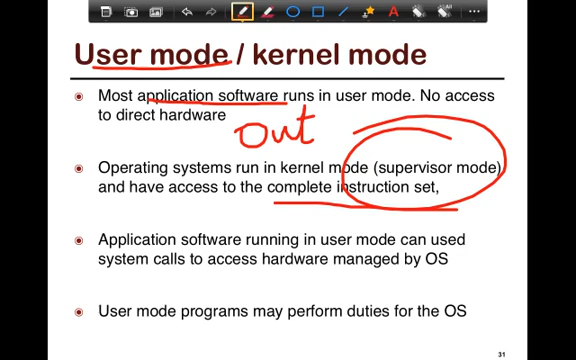 User mode / kernel mode
Most application software runs in user mode. No access
to direct hardware
out
Operating systems run in kernel mode (supervisor mode)
and have access to the complete instruction set,
Application software running in user mode can used
system calls to access hardware managed by OS
User mode programs may perform duties for the OS
31